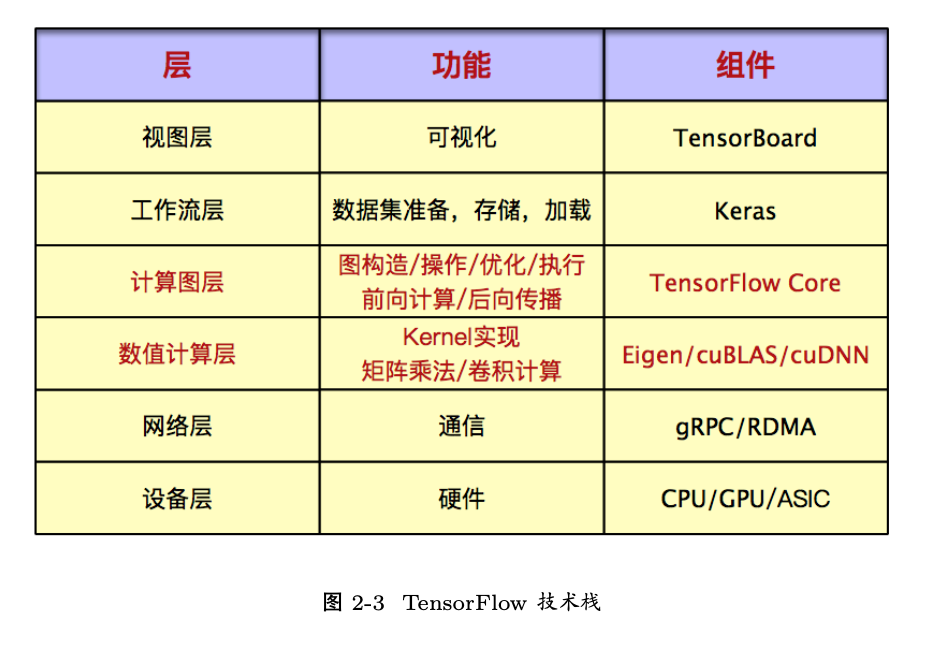 层 功能 组件
视图层 可视化 TensorBoard
工作流层 数据集准备，存储，加载 Keras
计算图层 图构造/操作/优化/执行 TensorFlow Core
前向计算/后向传播
数值计算层 Kernel实现 Eigen/cuBLAS/cuDNN
矩阵乘法/卷积计算
网络层 通信 gRPC/RDMA
设备层 硬件 CPU/GPU/ASIC
图 2-3 TensorFlow 技术栈